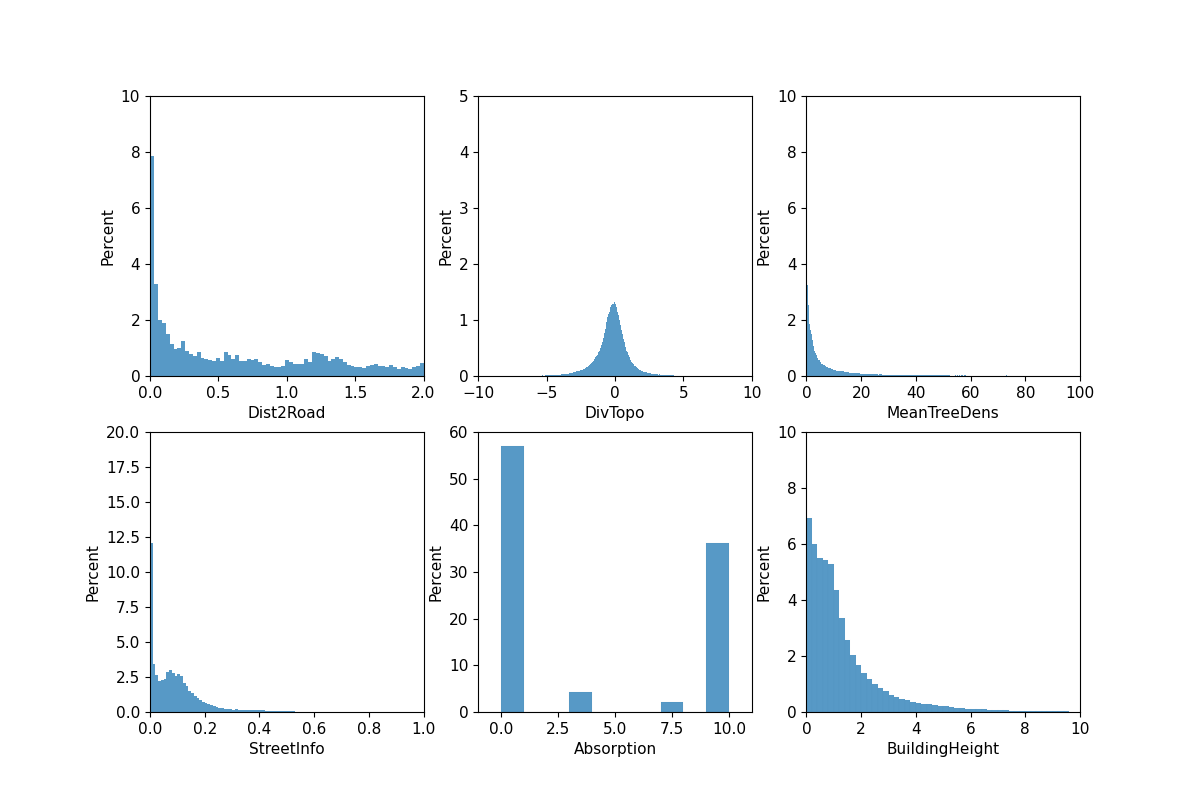 10
8
6
4
2
0
Percent
0.0 0.5 1.0 1.5 2.0
Dist2Road
5
4
3
2
1
0
Percent
−10 −5 0 5 10
DivTopo
10
8
6
4
2
0
Percent
0 20 40 60 80 100
MeanTreeDens
20.0
17.5
15.0
12.5
10.0
7.5
5.0
2.5
0.0
Percent
0.0 0.2 0.4 0.6 0.8 1.0
StreetInfo
60
50
40
30
20
10
0
Percent
0.0 2.5 5.0 7.5 10.0
Absorption
10
8
6
4
2
0
Percent
0 2 4 6 8 10
BuildingHeight